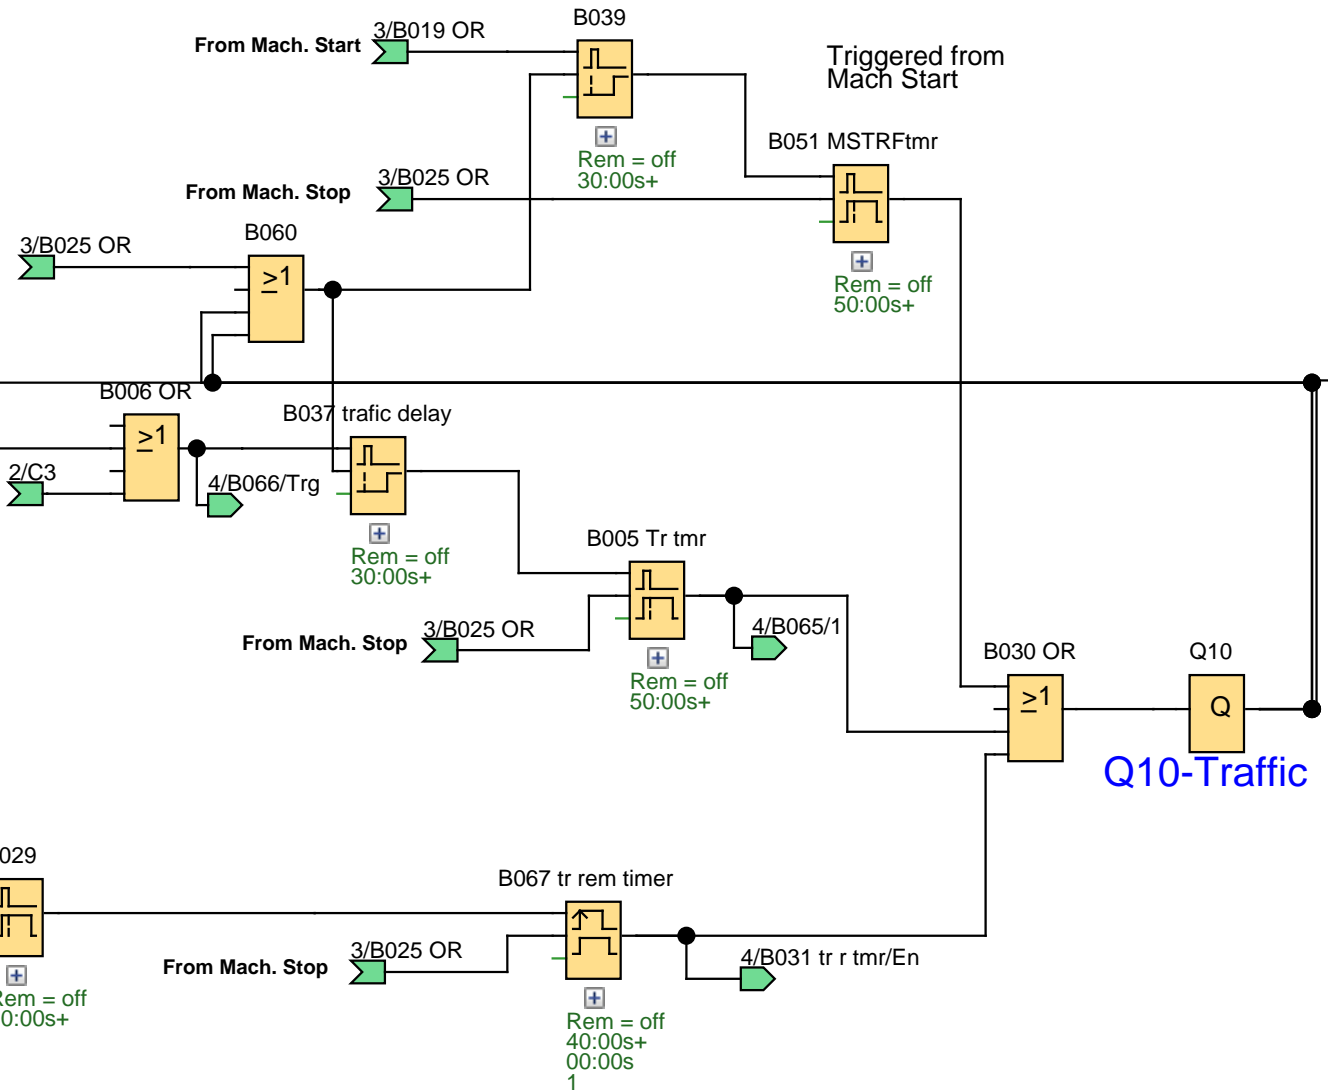 B039
3/B019 OR
From Mach. Start
Triggered from
Mach Start
Rem = off
30:00s+
B051 MSTRFtmr
3/B025 OR
From Mach. Stop
B060
3/B025 OR
≥1
Rem = off
50:00s+
B006 OR
≥1
B037 trafic delay
2/C3
4/B066/Trg
Rem = off
30:00s+
B005 Tr tmr
From Mach. Stop
3/B025 OR
4/B065/1
Rem = off
50:00s+
B030 OR
≥1
Q10
Q
Q10-Traffic
029
B067 tr rem timer
3/B025 OR
From Mach. Stop
4/B031 tr r tmr/En
Rem = off
0:00s+
Rem = off
40:00s+
00:00s
1